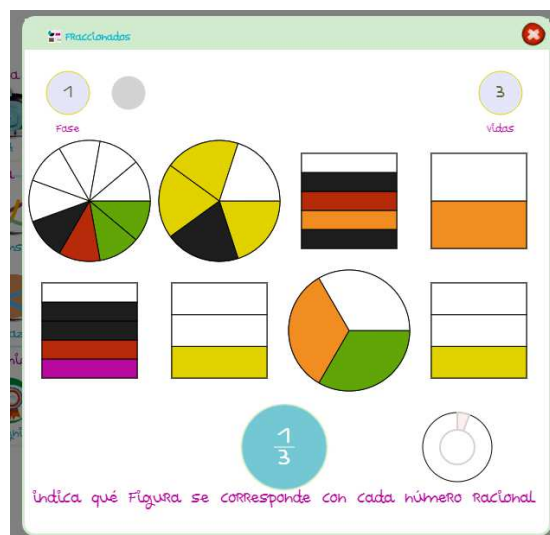 Fraccionados
1
3
Fase
Vidas
1
3
indica qué Figura se corresponde con cada número racional